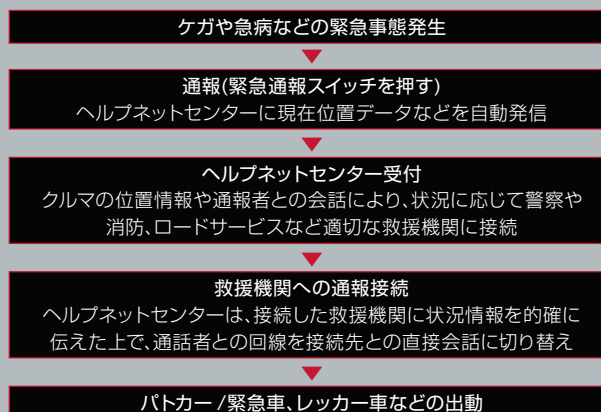 ケガや急病などの緊急事態発生
通報(緊急通報スイッチを押す)
ヘルプネットセンターに現在位置データなどを自動発信
ヘルプネットセンター受付
クルマの位置情報や通報者との会話により、状況に応じて警察や
消防、ロードサービスなど適切な救援機関に接続
救援機関への通報接続
ヘルプネットセンターは、接続した救援機関に状況情報を的確に
伝えた上で、通話者との回線を接続先との直接会話に切り替え
パトカー /緊急車、レッカー車などの出動